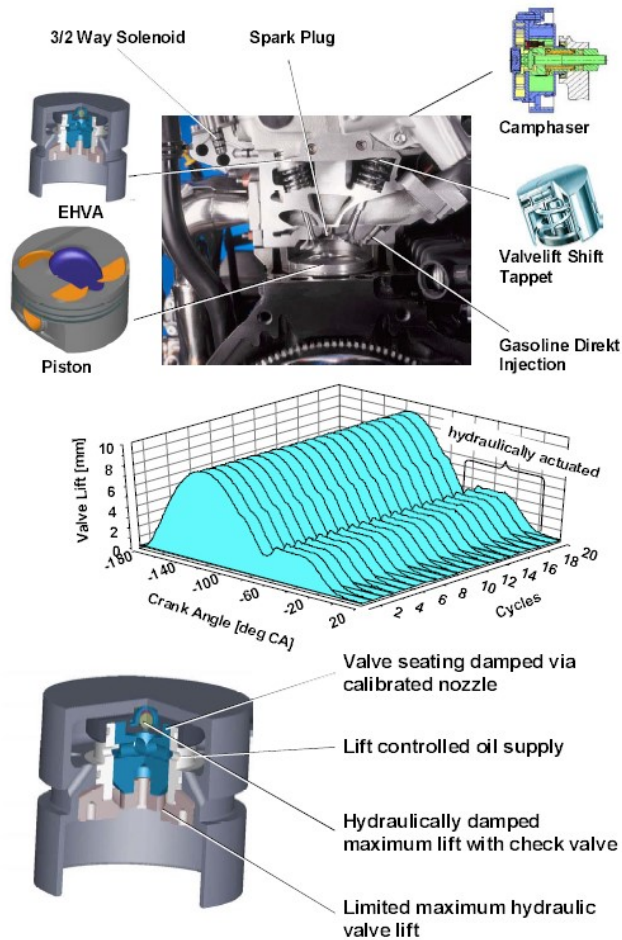 3/2 Way Solenoid
Spark Plug
Camphaser
EHVA
Valvelift Shift
Tappet
Piston
Gasoline Direkt
Injection
Valve Lift [mm]
10
8
6
4
2
0
hydraulically actuated
-180
-140
-100
-60
-20
20
Crank Angle [deg CA]
2
4
6
8
10
12
14
16
18
20
Cycles
Valve seating damped via
calibrated nozzle
Lift controlled oil supply
Hydraulically damped
maximum lift with check valve
Limited maximum hydraulic
valve lift